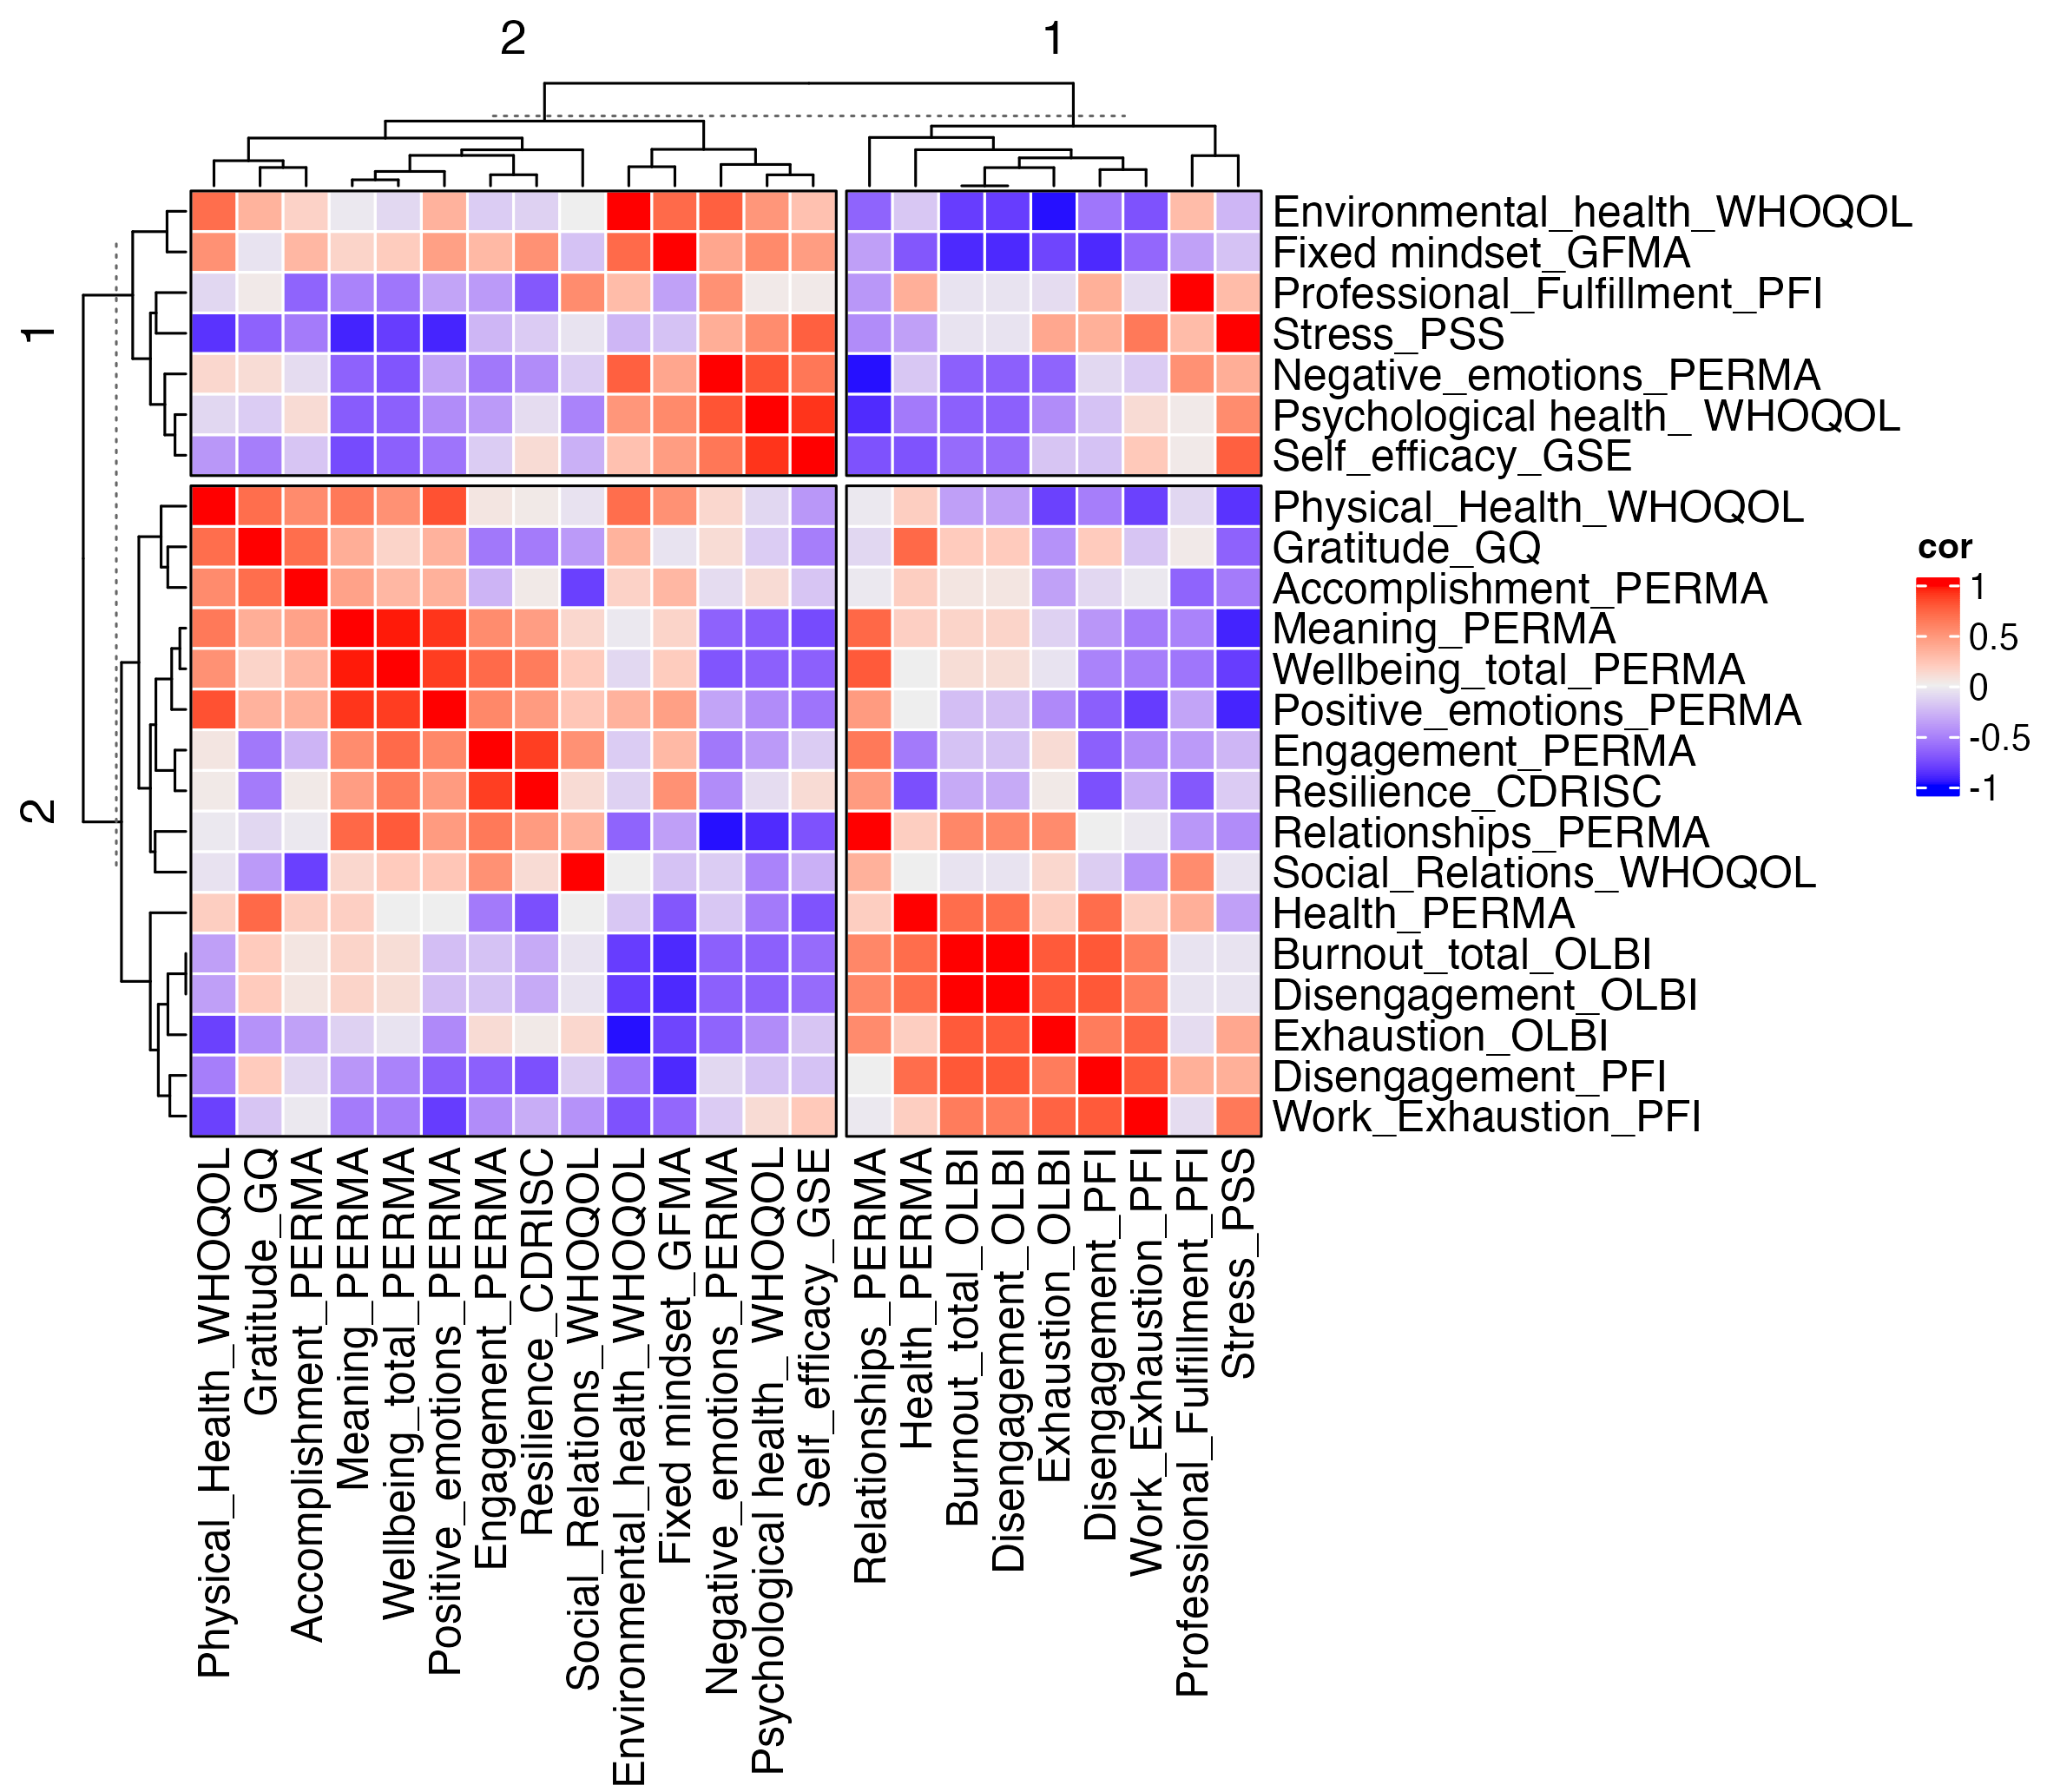 2
1
1
2
Environmental_health_WHOQOL
Fixed mindset_GFMA
Professional_Fulfillment_PFI
Stress_PSS
Negative_emotions_PERMA
Psychological health_ WHOQOL
Self_efficacy_GSE
Physical_Health_WHOQOL
Gratitude_GQ
Accomplishment_PERMA
Meaning_PERMA
Wellbeing_total_PERMA
Positive_emotions_PERMA
Engagement_PERMA
Resilience_CDRISC
Relationships_PERMA
Social_Relations_WHOQOL
Health_PERMA
Burnout_total_OLBI
Disengagement_OLBI
Exhaustion_OLBI
Disengagement_PFI
Work_Exhaustion_PFI
cor
1
0.5
0
-0.5
-1
Physical_Health_WHOQOL
Gratitude_GQ
Accomplishment_PERMA
Meaning_PERMA
Wellbeing_total_PERMA
Positive_emotions_PERMA
Engagement_PERMA
Resilience_CDRISC
Social_Relations_WHOQOL
Environmental_health_WHOQOL
Fixed mindset_GFMA
Negative_emotions_PERMA
Psychological health_ WHOQOL
Self_efficacy_GSE
Relationships_PERMA
Health_PERMA
Burnout_total_OLBI
Disengagement_OLBI
Exhaustion_OLBI
Disengagement_PFI
Work_Exhaustion_PFI
Professional_Fulfillment_PFI
Stress_PSS